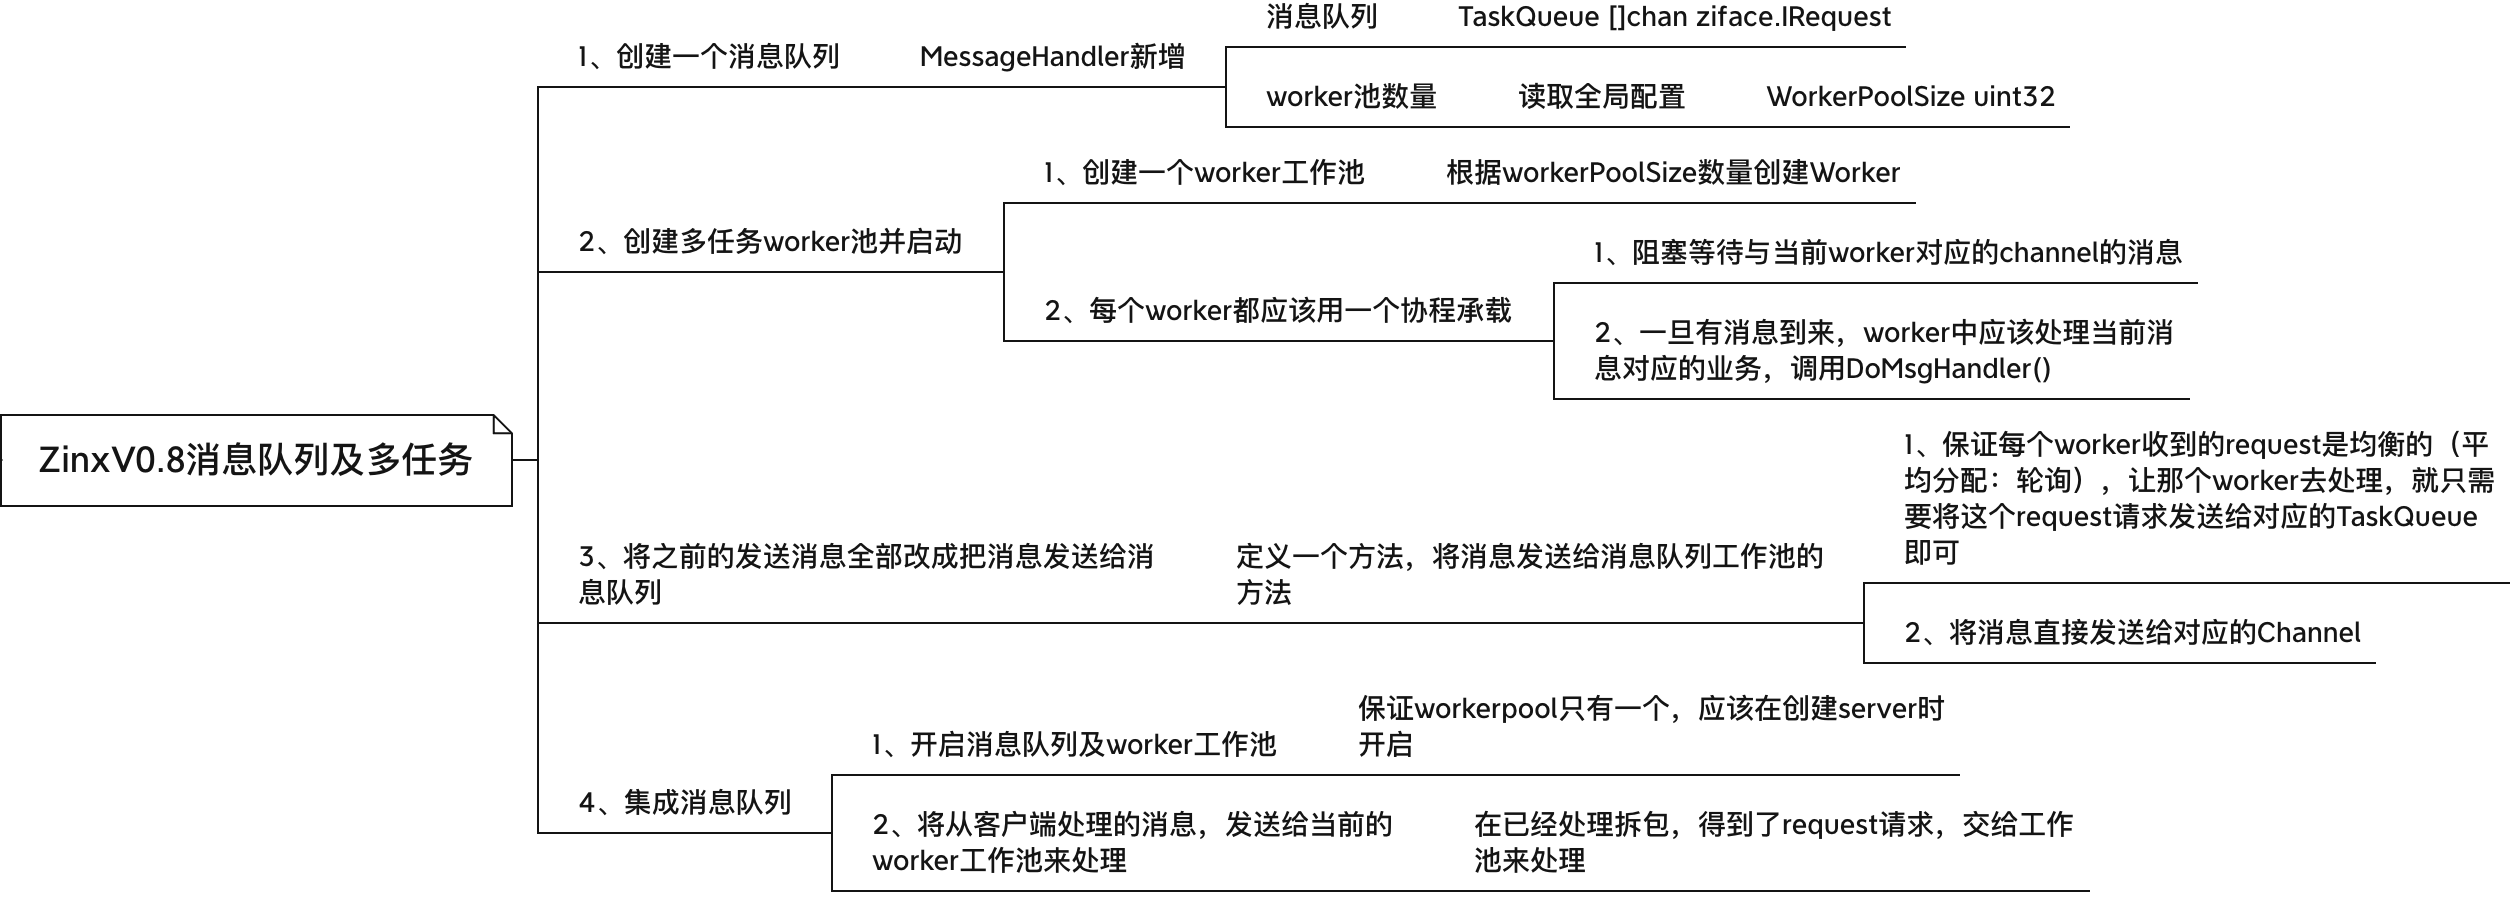 ZinxV0.8消息队列及多任务
1、创建一个消息队列
MessageHandler新增
消息队列
TaskQueue []chan ziface.IRequest
worker池数量
读取全局配置
WorkerPoolSize uint32
2、创建多任务worker池并启动
1、创建一个worker工作池
根据workerPoolSize数量创建Worker
2、每个worker都应该用一个协程承载
1、阻塞等待与当前worker对应的channel的消息
2、一旦有消息到来，worker中应该处理当前消
息对应的业务，调用DoMsgHandler()
3、将之前的发送消息全部改成把消息发送给消
息队列
定义一个方法，将消息发送给消息队列工作池的
方法
1、保证每个worker收到的request是均衡的（平
均分配：轮询），让那个worker去处理，就只需
要将这个request请求发送给对应的TaskQueue
即可
2、将消息直接发送给对应的Channel
4、集成消息队列
1、开启消息队列及worker工作池
保证workerpool只有一个，应该在创建server时
开启
2、将从客户端处理的消息，发送给当前的
worker工作池来处理
在已经处理拆包，得到了request请求，交给工作
池来处理